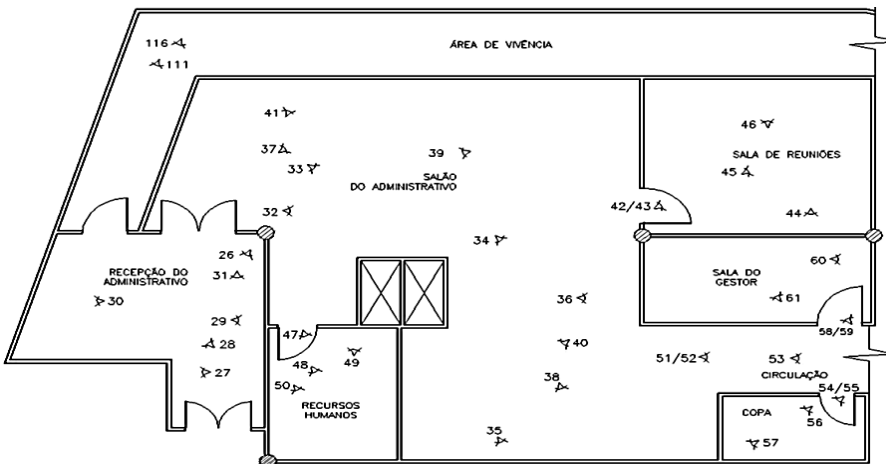 116
ÁREA DE VIVÊNCIA
111
41
46
37
39
SALA DE REUNIÕES
33
45
SALÃO
DO ADMINISTRATIVO
32
42/43
44
34
26
60
RECEPÇÃO DO
ADMINISTRATIVO
31
SALA DO
GESTOR
30
36
61
29
58/59
47
28
40
49
51/52
53
48
27
CIRCULAÇÃO
38
50
54/55
RECURSOS
HUMANOS
COPA
56
35
57